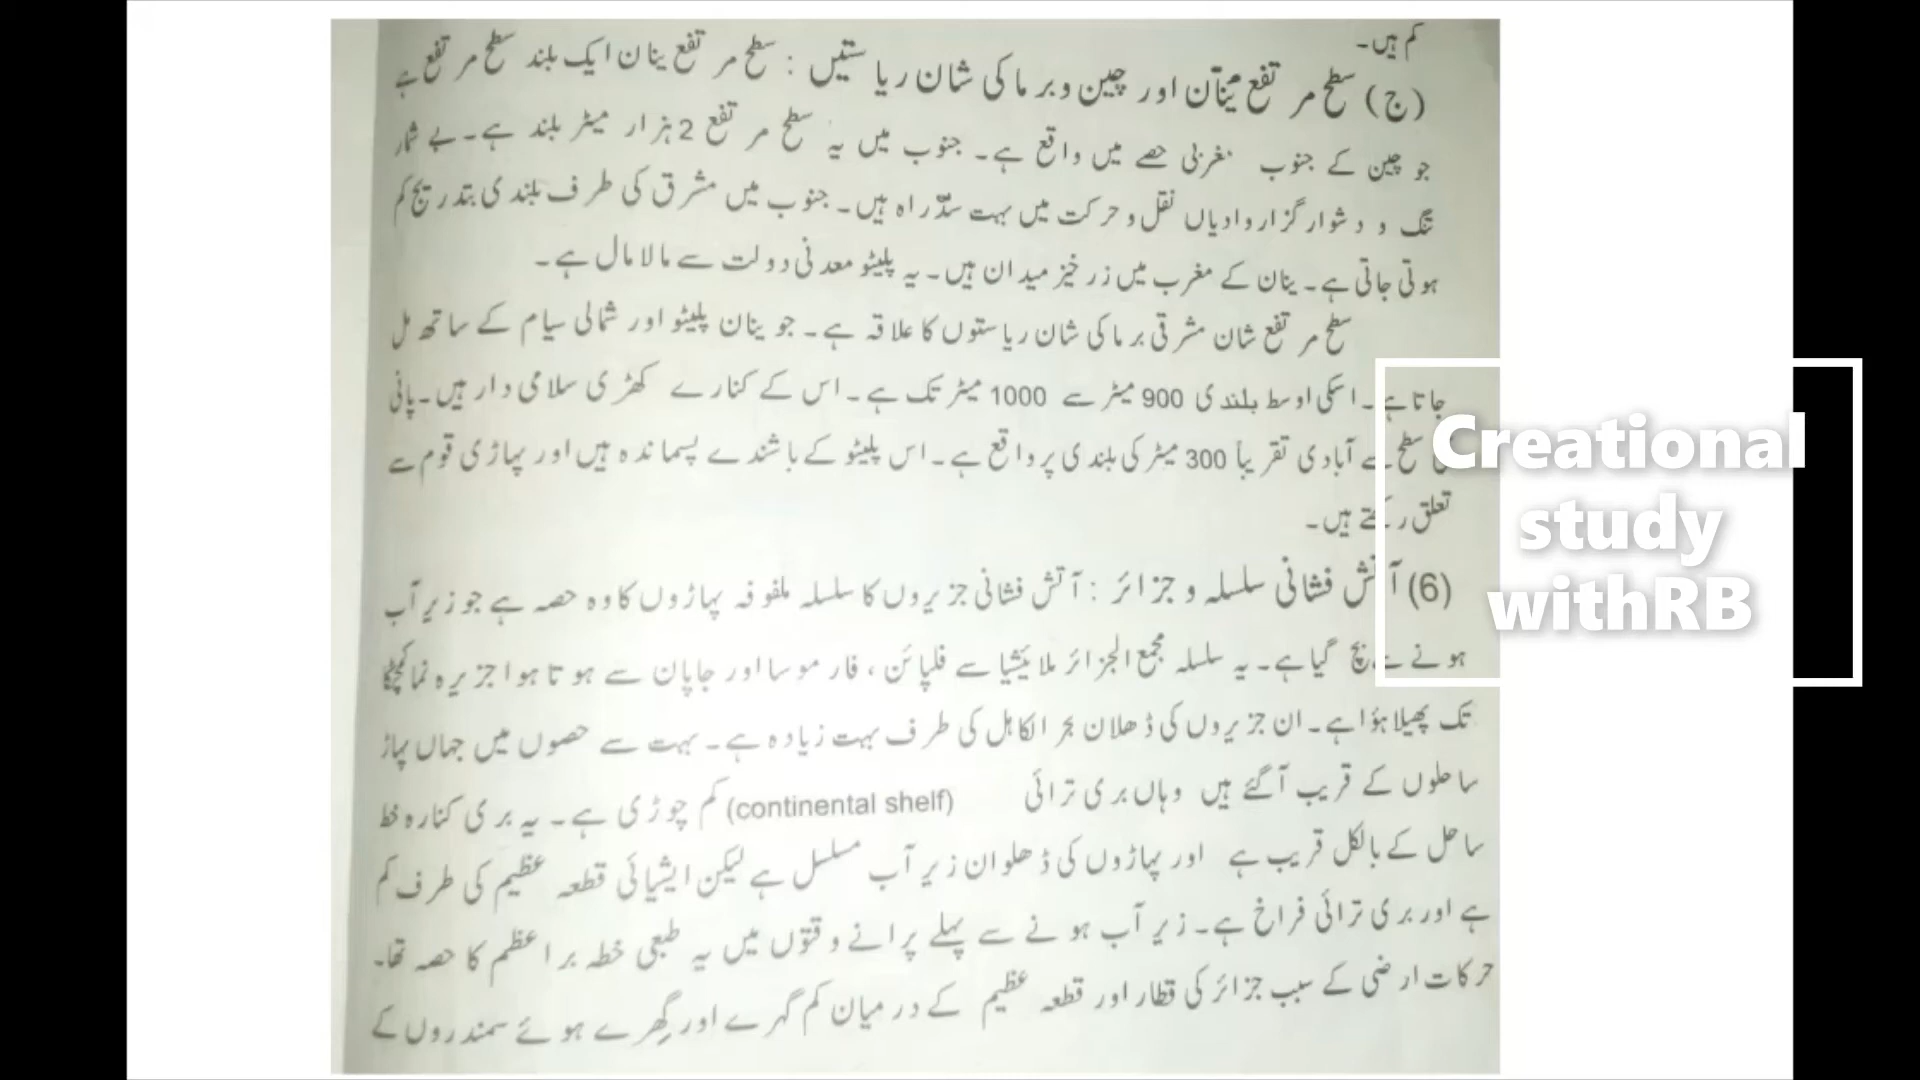 کم ہیں۔
(ج) سطح مرتفع ینّان اور چین و برما کی شان ریاستیں : سطح مرتفع ینان ایک بلند سطح مرتفع ہے
جو چین کے جنوب مغربی حصے میں واقع ہے۔ جنوب میں یہ سطح مرتفع 2 ہزار میٹر بلند ہے۔ بے شمار
تنگ و دشوار گزار وادیاں نقل و حرکت میں بہت سدّ راہ ہیں۔ جنوب میں مشرق کی طرف بلندی بتدریج کم
ہوتی جاتی ہے۔ ینان کے مغرب میں زرخیز میدان ہیں۔ یہ پلیٹو معدنی دولت سے مالا مال ہے۔
سطح مرتفع شان مشرقی برما کی شان ریاستوں کا علاقہ ہے۔ جو ینان پلیٹو اور شمالی سیام کے ساتھ مل
جاتا ہے۔ اسکی اوسط بلندی 900 میٹر سے 1000 میٹر تک ہے۔ اس کے کنارے کھڑی سلامی دار ہیں۔ پانی
سطح سے آبادی تقریباً 300 میٹر کی بلندی پر واقع ہے۔ اس پلیٹو کے باشندے پسماندہ ہیں اور پہاڑی قوم سے
تعلق رکھتے ہیں۔
(6) آتش فشانی سلسلہ و جزائر : آتش فشانی جزیروں کا سلسلہ ملفوفہ پہاڑوں کا وہ حصہ ہے جو زیر آب
ہونے سے بچ گیا ہے۔ یہ سلسلہ مجمع الجزائر ملائیشیا سے فلپائن، فارموسا اور جاپان سے ہوتا ہوا جزیرہ نما کمچٹکا
تک پھیلا ہؤا ہے۔ ان جزیروں کی ڈھلان بحرالکاہل کی طرف بہت زیادہ ہے۔ بہت سے حصوں میں جہاں پہاڑ
ساحلوں کے قریب آگئے ہیں وہاں بری ترائی (continental shelf) کم چوڑی ہے۔ یہ بری کنارہ خط
ساحل کے بالکل قریب ہے اور پہاڑوں کی ڈھلوان زیر آب مسلسل ہے لیکن ایشیائی قطعہ عظیم کی طرف کم
ہے اور بری ترائی فراخ ہے۔ زیر آب ہونے سے پہلے پرانے وقتوں میں یہ طبعی خطہ براعظم کا حصہ تھا۔
حرکات ارضی کے سبب جزائر کی قطار اور قطعہ عظیم کے درمیان کم گہرے اور گھِرے ہوئے سمندروں کے
Creational
study
withRB